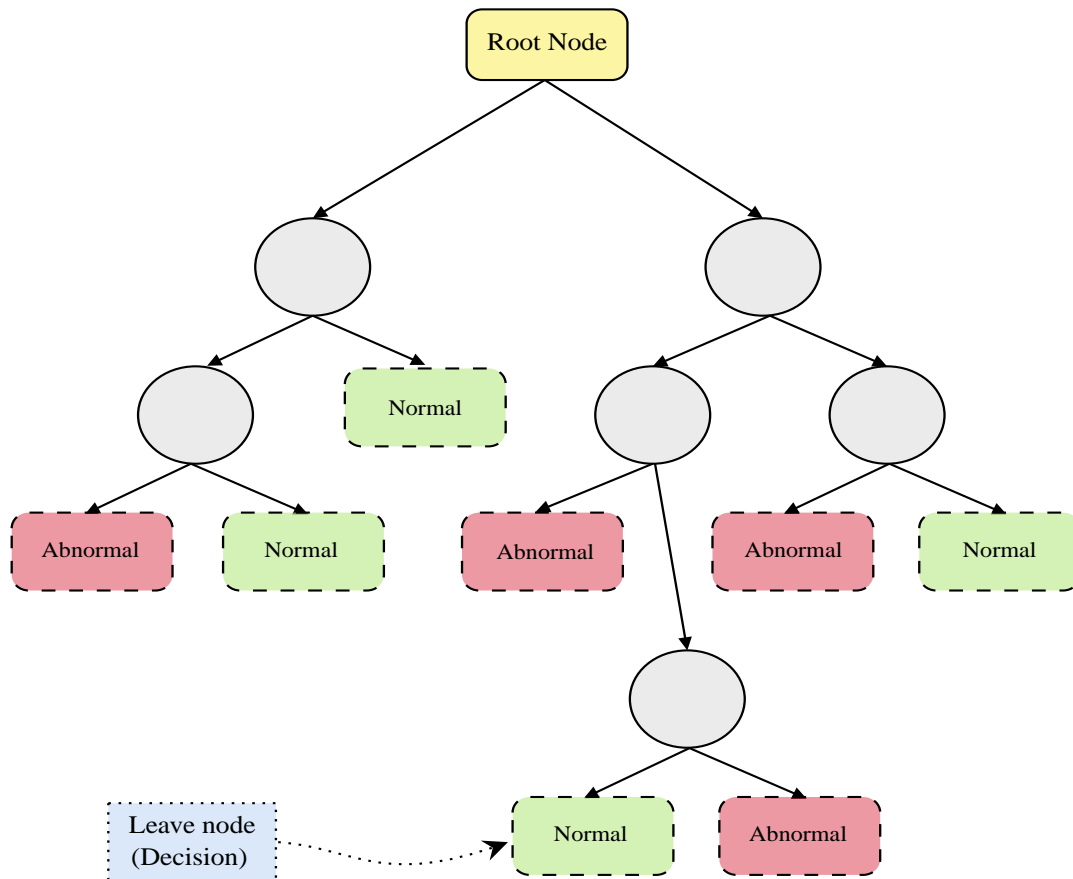 Root Node
Normal
Abnormal
Normal
Abnormal
Abnormal
Normal
Leave node
(Decision)
Normal
Abnormal